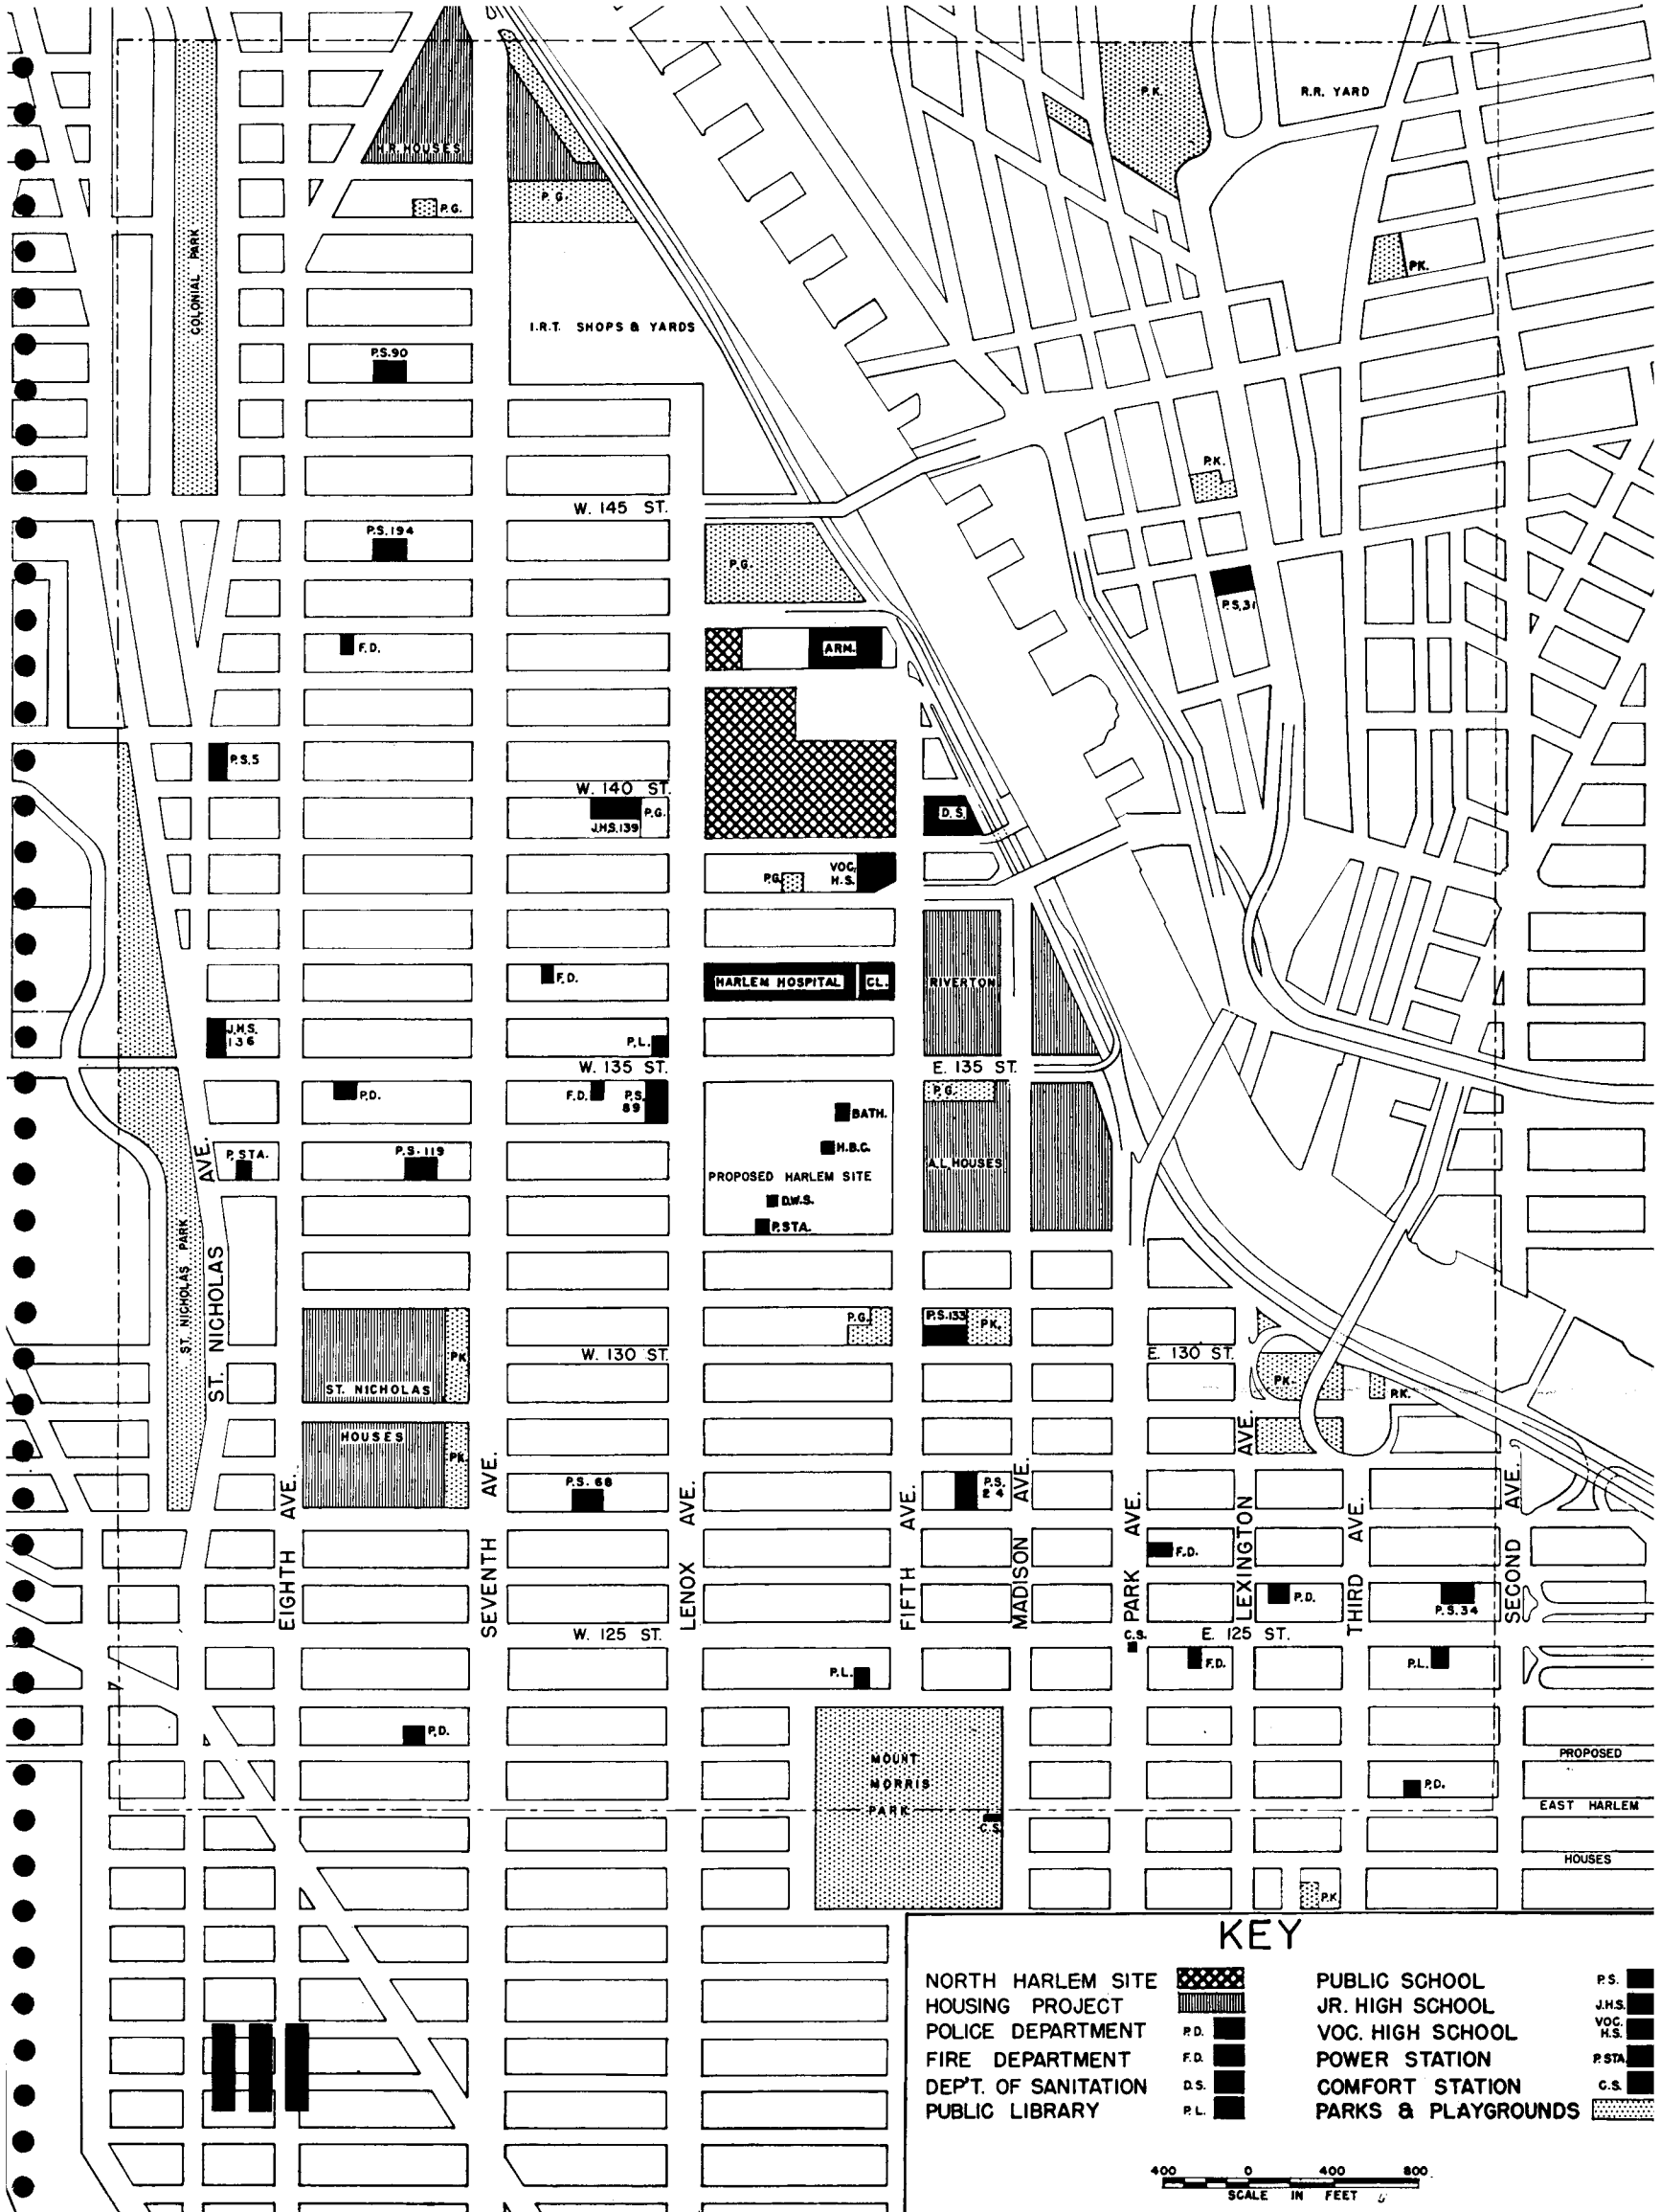 P.K.
R.R. YARD
H.R. HOUSES
P.G.
P.G.
COLONIAL PARK
PK.
I.R.T. SHOPS & YARDS
P.S.90
P.K.
W. 145 ST.
P.S.194
P.G.
P.S.31
F.D.
ARM.
P.S.5
W. 140 ST.
J.H.S.139
P.G.
D.S.
P.G.
VOC.
H.S.
F.D.
HARLEM HOSPITAL
CL.
RIVERTON
J.H.S.
136
P.L.
W. 135 ST.
E. 135 ST.
P.D.
F.D.
P.S.
89
P.G.
BATH.
H.B.C.
P. STA.
P.S.119
PROPOSED HARLEM SITE
A.L. HOUSES
D.W.S.
P.STA.
ST. NICHOLAS PARK
ST. NICHOLAS AVE.
P.G.
P.S.133
PK.
W. 130 ST.
E. 130 ST.
PK.
ST. NICHOLAS
PK.
PK.
HOUSES
PK.
P.S. 68
P.S.
24
EIGHTH AVE.
SEVENTH AVE.
LENOX AVE.
FIFTH AVE.
MADISON AVE.
PARK AVE.
LEXINGTON AVE.
THIRD AVE.
SECOND AVE.
F.D.
P.D.
P.S.34
W. 125 ST.
C.S.
E. 125 ST.
P.L.
F.D.
P.L.
P.D.
MOUNT
MORRIS
PARK
C.S.
P.D.
PROPOSED
EAST HARLEM
HOUSES
P.K.
KEY
NORTH HARLEM SITE
HOUSING PROJECT
POLICE DEPARTMENT P.D.
FIRE DEPARTMENT F.D.
DEP'T. OF SANITATION D.S.
PUBLIC LIBRARY P.L.
PUBLIC SCHOOL P.S.
JR. HIGH SCHOOL J.H.S.
VOC. HIGH SCHOOL VOC. H.S.
POWER STATION P.STA.
COMFORT STATION C.S.
PARKS & PLAYGROUNDS
400 0 400 800
SCALE IN FEET